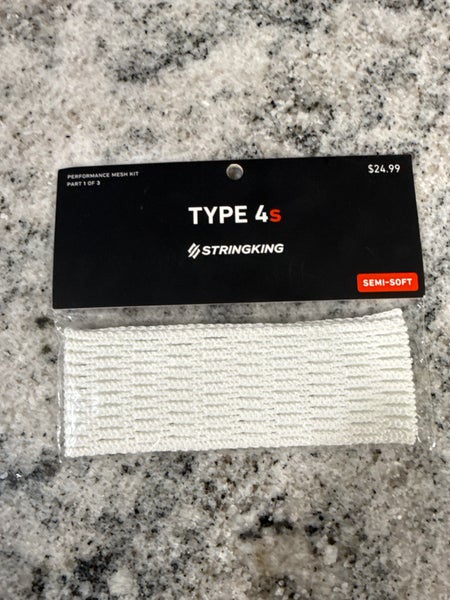 PERFORMANCE MESH KIT
PART 1 OF 3
$24.99
TYPE 4s
STRINGKING
SEMI-SOFT